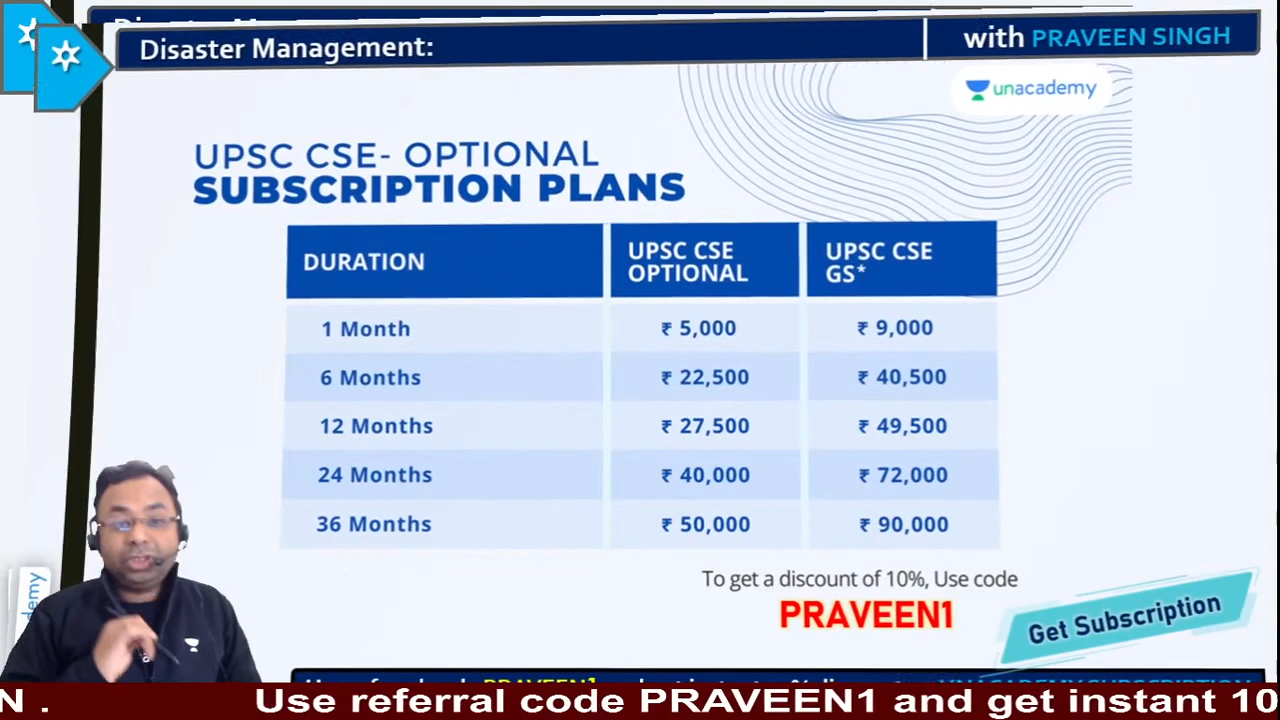 Disaster Management:
with PRAVEEN SINGH
unacademy
UPSC CSE- OPTIONAL
SUBSCRIPTION PLANS
DURATION
UPSC CSE OPTIONAL
UPSC CSE GS*
1 Month ₹ 5,000 ₹ 9,000
6 Months ₹ 22,500 ₹ 40,500
12 Months ₹ 27,500 ₹ 49,500
24 Months ₹ 40,000 ₹ 72,000
36 Months ₹ 50,000 ₹ 90,000
To get a discount of 10%, Use code
PRAVEEN1
Get Subscription
demy
N . Use referral code PRAVEEN1 and get instant 10